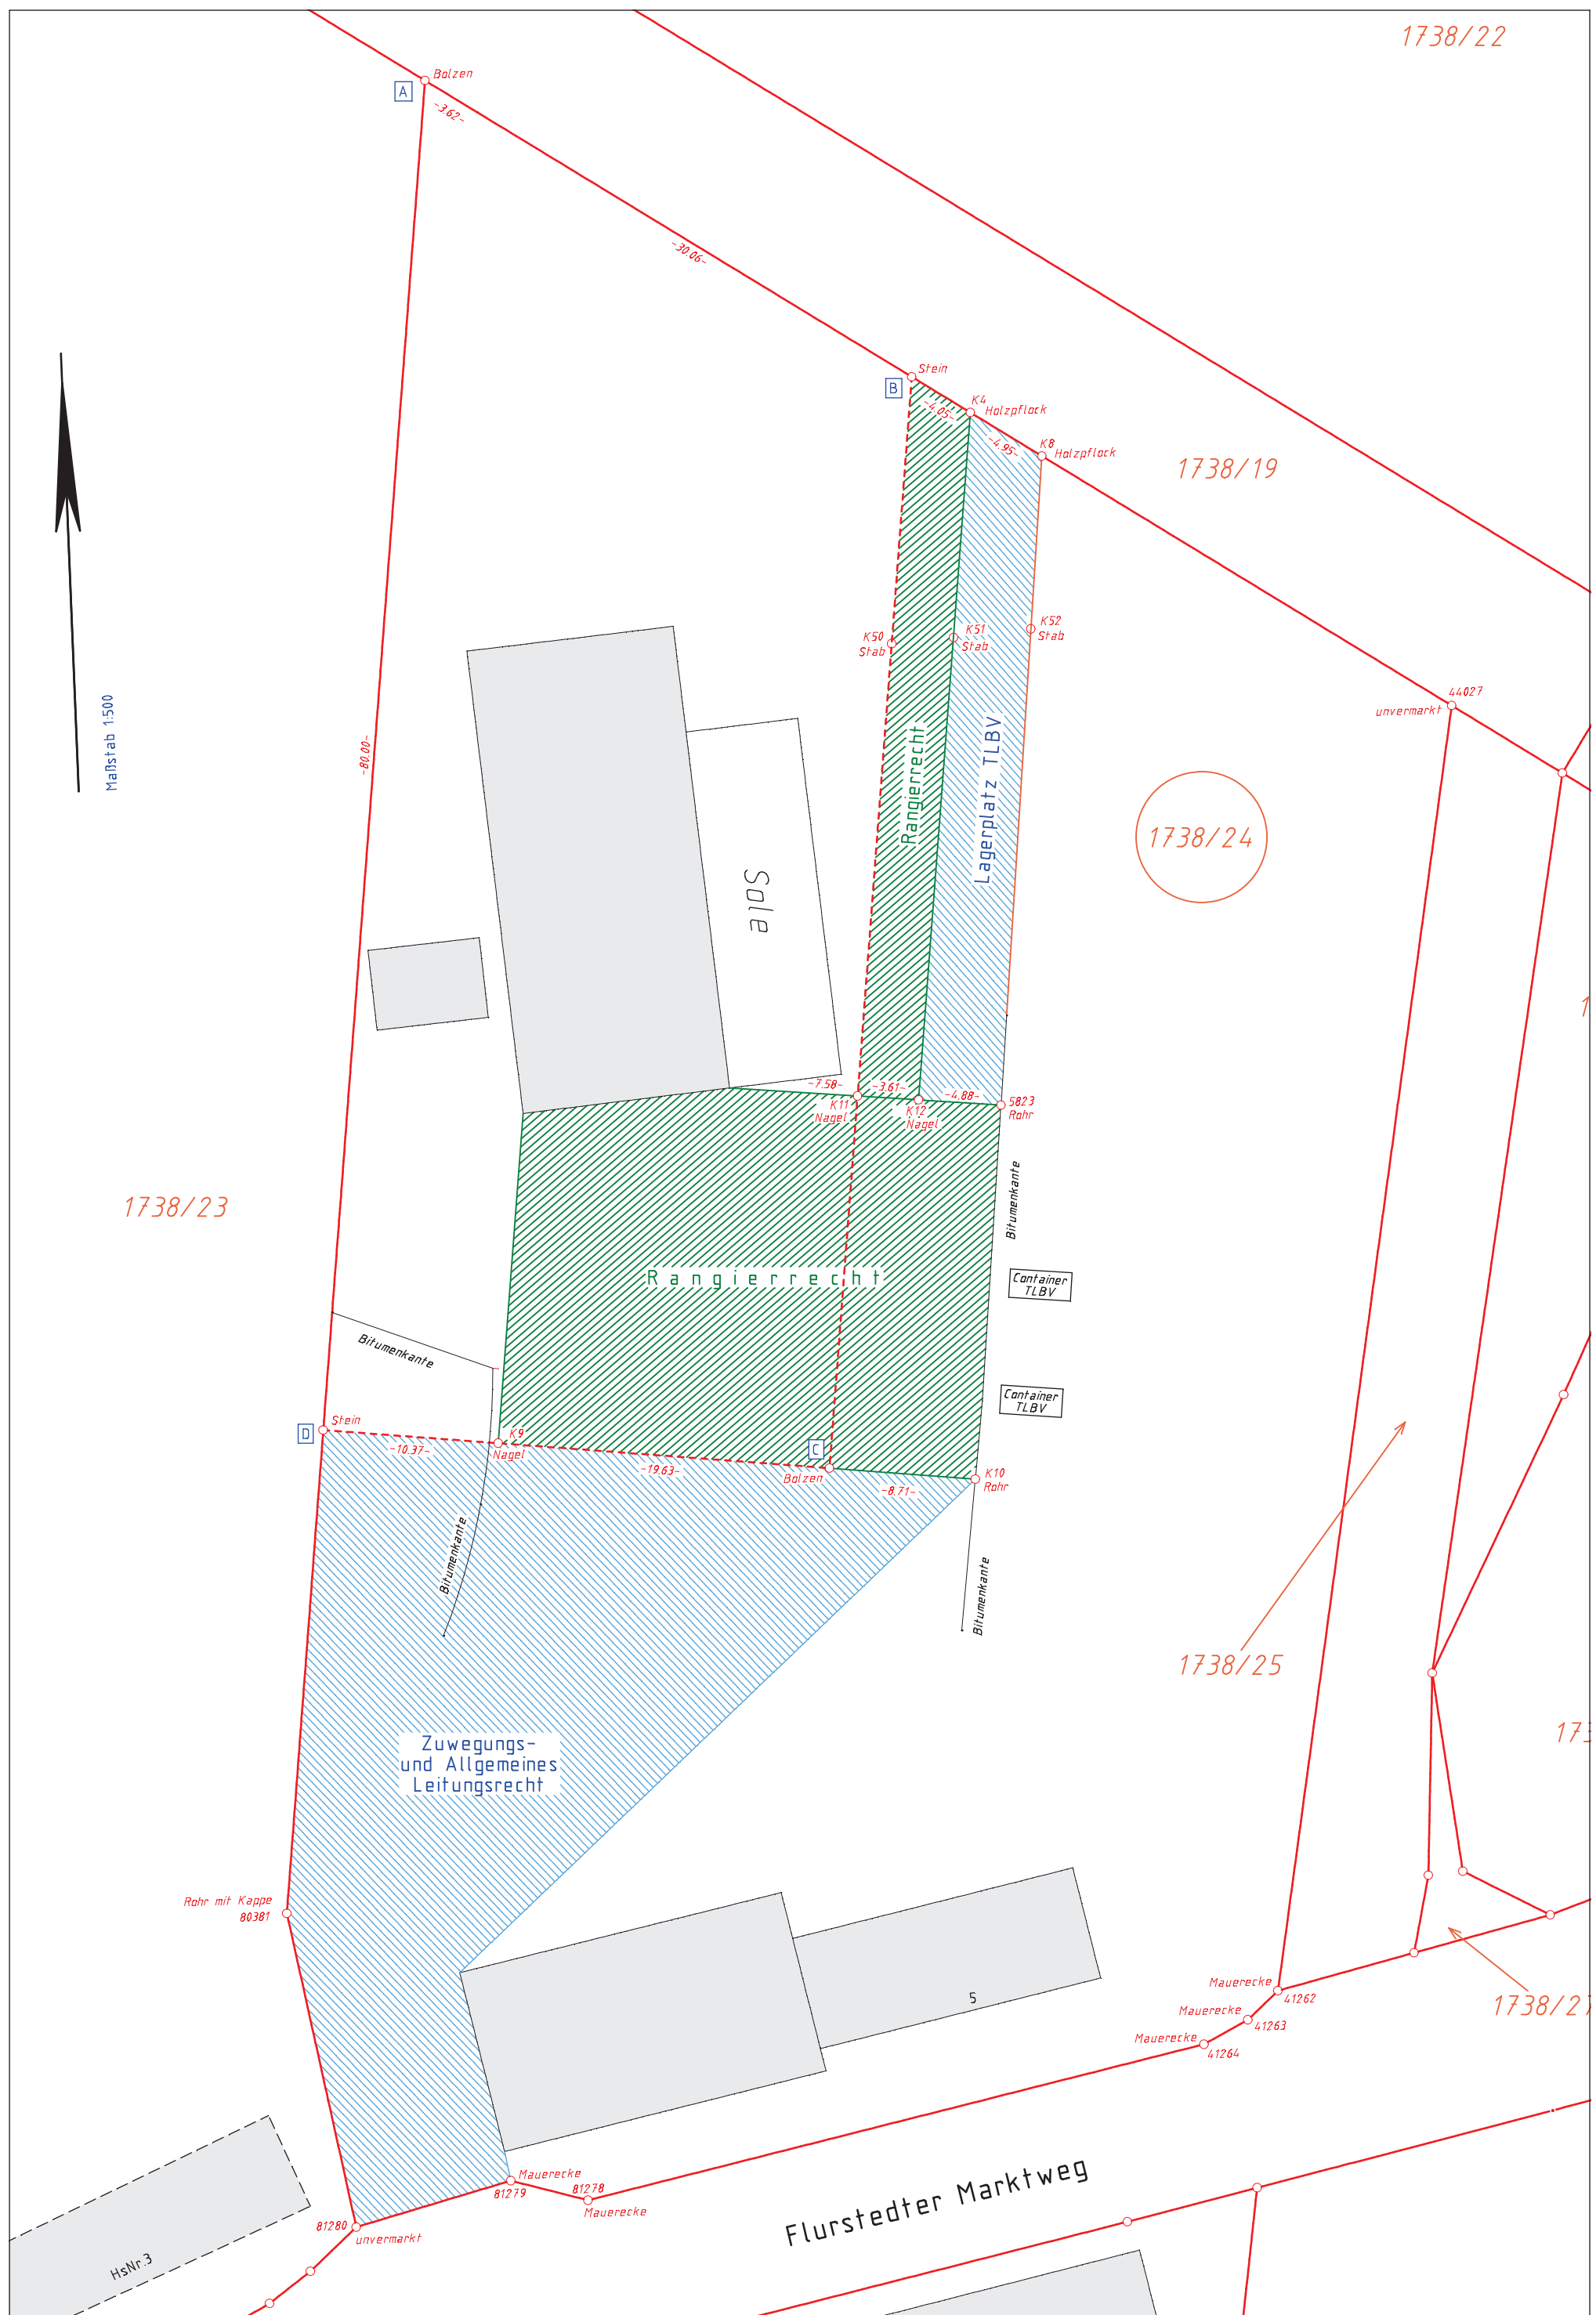 1738/22
A
Bolzen
-3.62-
-30.06-
B
Stein
-4.05-
K4
Holzpflock
-4.95-
K8
Holzpflock
1738/19
K50
Stab
K51
Stab
K52
Stab
44027
unvermarkt
Maßstab 1:500
-80.00-
Rangierrecht
Lagerplatz TLBV
1738/24
Sole
-7.58-
-3.61-
-4.88-
K11
Nagel
K12
Nagel
5823
Rohr
1738/23
Bitumenkante
Rangierrecht
Container
TLBV
Bitumenkante
Container
TLBV
D
Stein
-10.37-
K9
Nagel
-19.63-
C
Bolzen
-8.71-
K10
Rohr
Bitumenkante
Bitumenkante
1738/25
173
Zuwegungs-
und Allgemeines
Leitungsrecht
Rohr mit Kappe
80381
5
Mauerecke
41262
Mauerecke
41263
Mauerecke
41264
1738/27
Mauerecke
81279
81278
Mauerecke
81280
unvermarkt
Flurstedter Marktweg
HsNr.3